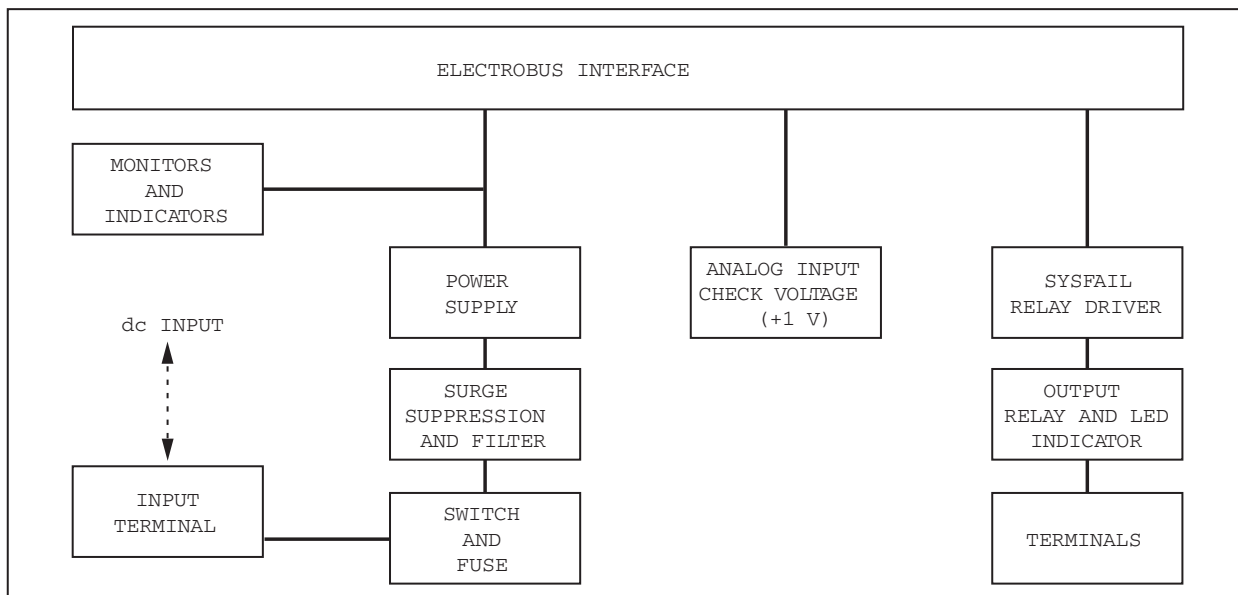 ELECTROBUS INTERFACE
MONITORS
AND
INDICATORS
POWER
SUPPLY
ANALOG INPUT
CHECK VOLTAGE
(+1 V)
SYSFAIL
RELAY DRIVER
dc INPUT
SURGE
SUPPRESSION
AND FILTER
OUTPUT
RELAY AND LED
INDICATOR
INPUT
TERMINAL
SWITCH
AND
FUSE
TERMINALS